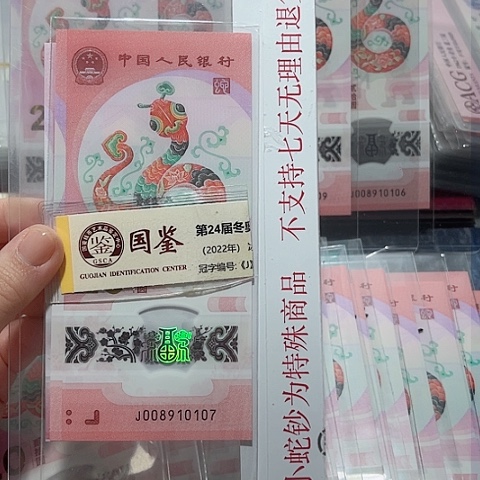 中国人民银行
国鉴
GSCA
GUOJIAN IDENTIFICATION CENTER
第24届冬
(2022年)
冠字编号:《J
J008910107
小蛇钞为特殊商品 不支持七天无理由退
J008910106
ACG